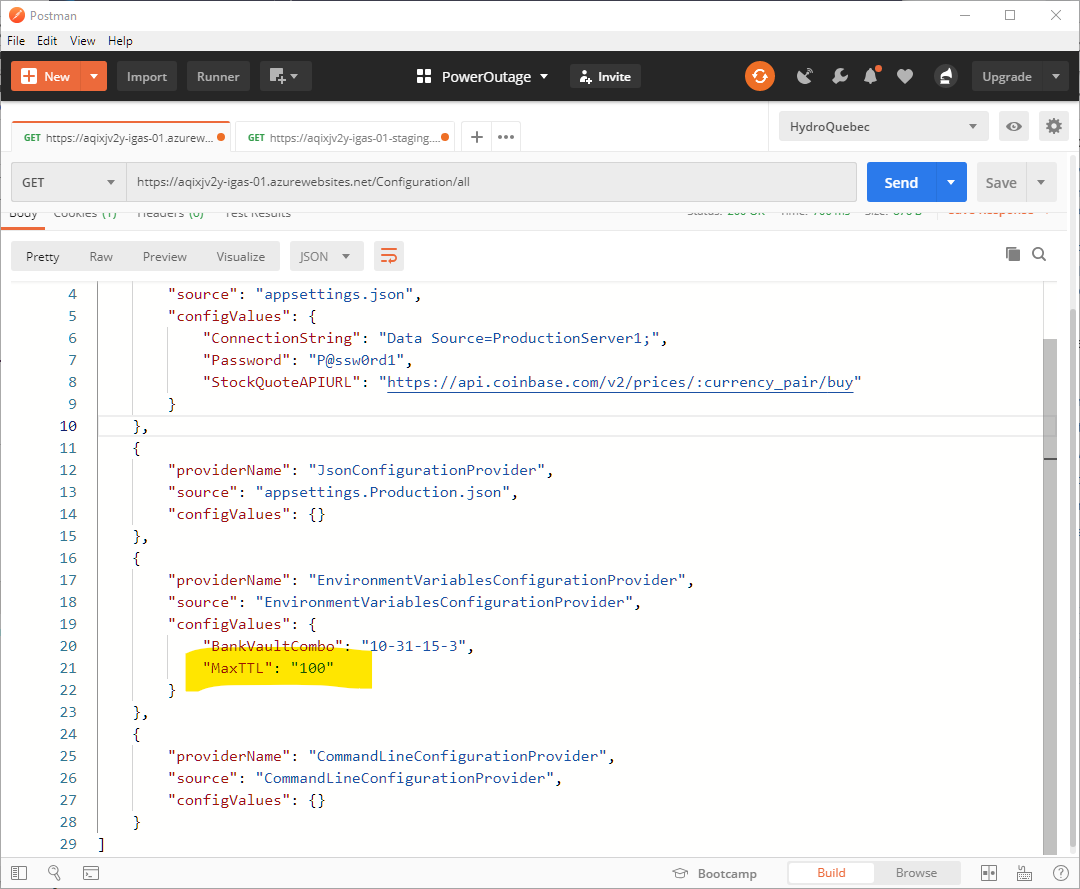 Postman
File Edit View Help
New Import Runner PowerOutage Invite Upgrade
GET https://aqixjv2y-igas-01.azurew... GET https://aqixjv2y-igas-01-staging....
HydroQuebec
GET https://aqixjv2y-igas-01.azurewebsites.net/Configuration/all Send Save
Body Cookies (1) Headers (6) Test Results Status: 200 OK Time: 700 ms
Pretty Raw Preview Visualize JSON
4 "source": "appsettings.json",
5 "configValues": {
6 "ConnectionString": "Data Source=ProductionServer1;",
7 "Password": "P@ssw0rd1",
8 "StockQuoteAPIURL": "https://api.coinbase.com/v2/prices/:currency_pair/buy"
9 }
10 },
11 {
12 "providerName": "JsonConfigurationProvider",
13 "source": "appsettings.Production.json",
14 "configValues": {}
15 },
16 {
17 "providerName": "EnvironmentVariablesConfigurationProvider",
18 "source": "EnvironmentVariablesConfigurationProvider",
19 "configValues": {
20 "BankVaultCombo": "10-31-15-3",
21 "MaxTTL": "100"
22 }
23 },
24 {
25 "providerName": "CommandLineConfigurationProvider",
26 "source": "CommandLineConfigurationProvider",
27 "configValues": {}
28 }
29 ]
Bootcamp Build Browse